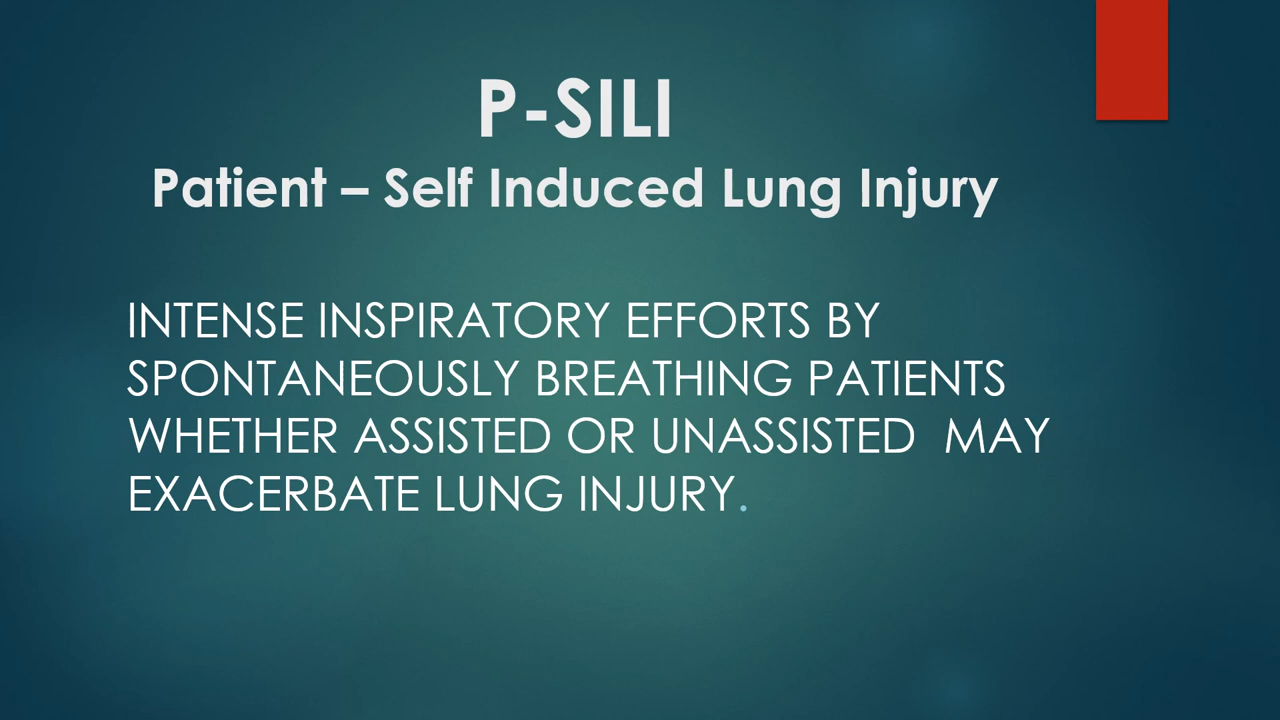 P-SILI
Patient – Self Induced Lung Injury
INTENSE INSPIRATORY EFFORTS BY
SPONTANEOUSLY BREATHING PATIENTS
WHETHER ASSISTED OR UNASSISTED  MAY
EXACERBATE LUNG INJURY.